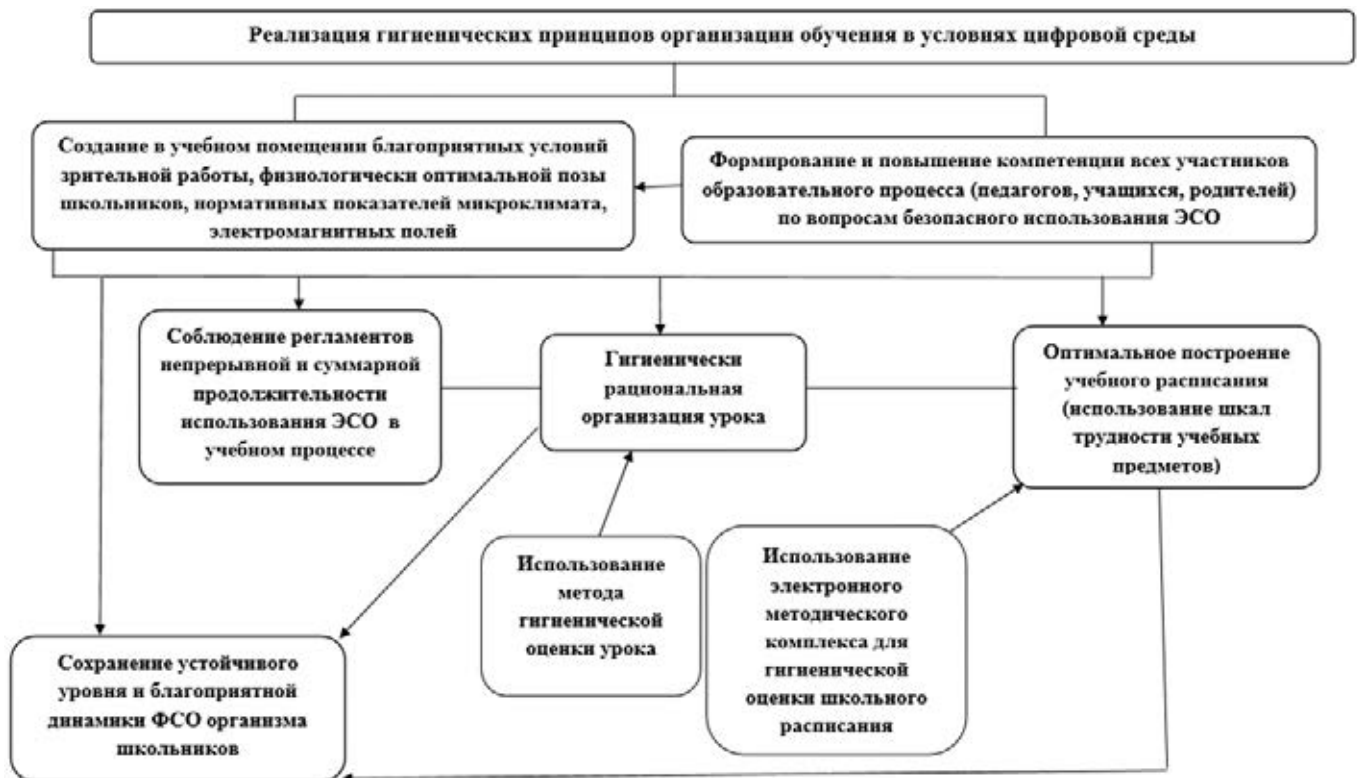 Реализация гигиенических принципов организации обучения в условиях цифровой среды
Создание в учебном помещении благоприятных условий
зрительной работы, физиологически оптимальной позы
школьников, нормативных показателей микроклимата,
электромагнитных полей
Формирование и повышение компетенции всех участников
образовательного процесса (педагогов, учащихся, родителей)
по вопросам безопасного использования ЭСО
Соблюдение регламентов
непрерывной и суммарной
продолжительности
использования ЭСО в
учебном процессе
Гигиенически
рациональная
организация урока
Оптимальное построение
учебного расписания
(использование шкал
трудности учебных
предметов)
Использование
метода
гигиенической
оценки урока
Использование
электронного
методического
комплекса для
гигиенической
оценки школьного
расписания
Сохранение устойчивого
уровня и благоприятной
динамики ФСО организма
школьников